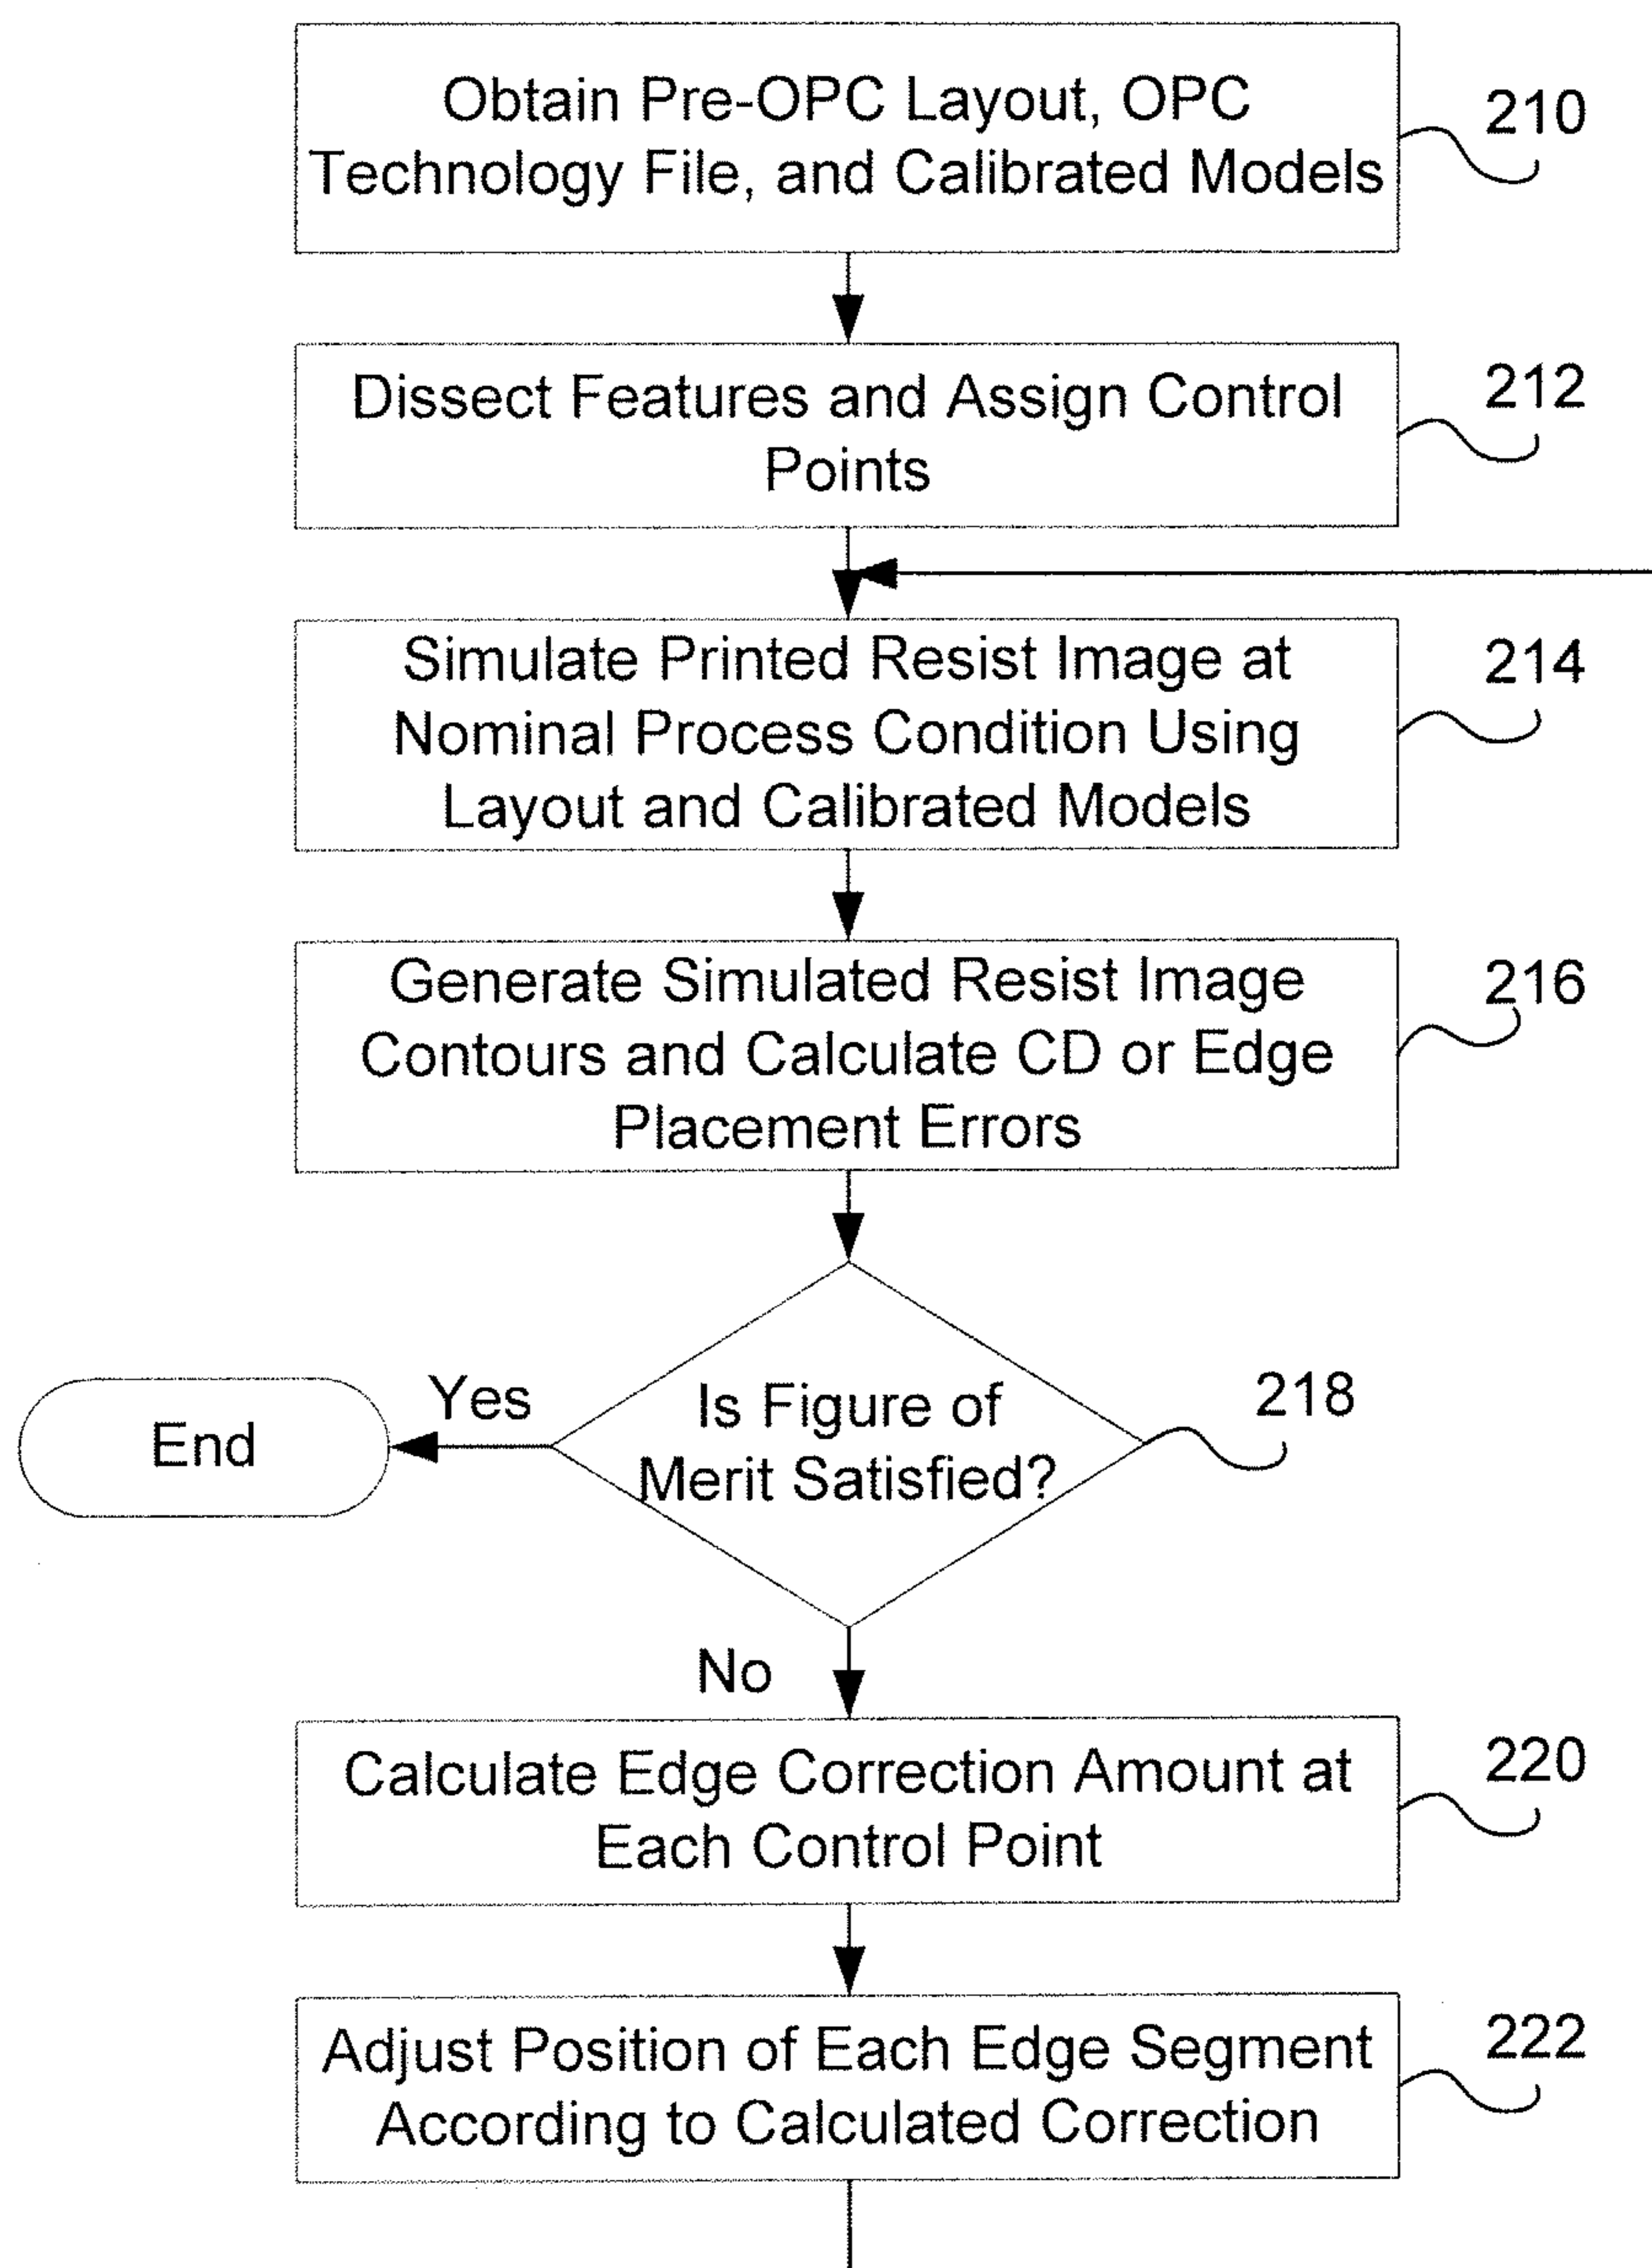 Obtain Pre-OPC Layout, OPC
Technology File, and Calibrated Models
210
Dissect Features and Assign Control
Points
212
Simulate Printed Resist Image at
Nominal Process Condition Using
Layout and Calibrated Models
214
Generate Simulated Resist Image
Contours and Calculate CD or Edge
Placement Errors
216
Is Figure of
Merit Satisfied?
218
Yes
End
No
Calculate Edge Correction Amount at
Each Control Point
220
Adjust Position of Each Edge Segment
According to Calculated Correction
222